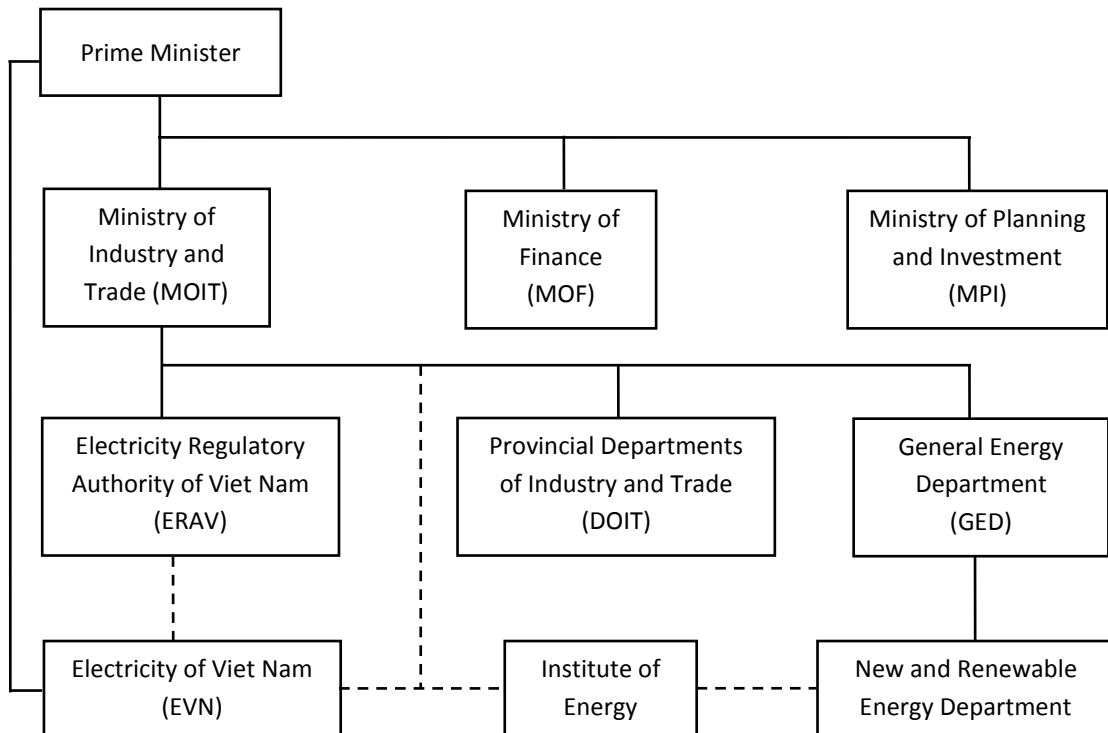 Prime Minister
Ministry of
Industry and
Trade (MOIT)
Ministry of
Finance
(MOF)
Ministry of Planning
and Investment
(MPI)
Electricity Regulatory
Authority of Viet Nam
(ERAV)
Provincial Departments
of Industry and Trade
(DOIT)
General Energy
Department
(GED)
Electricity of Viet Nam
(EVN)
Institute of
Energy
New and Renewable
Energy Department